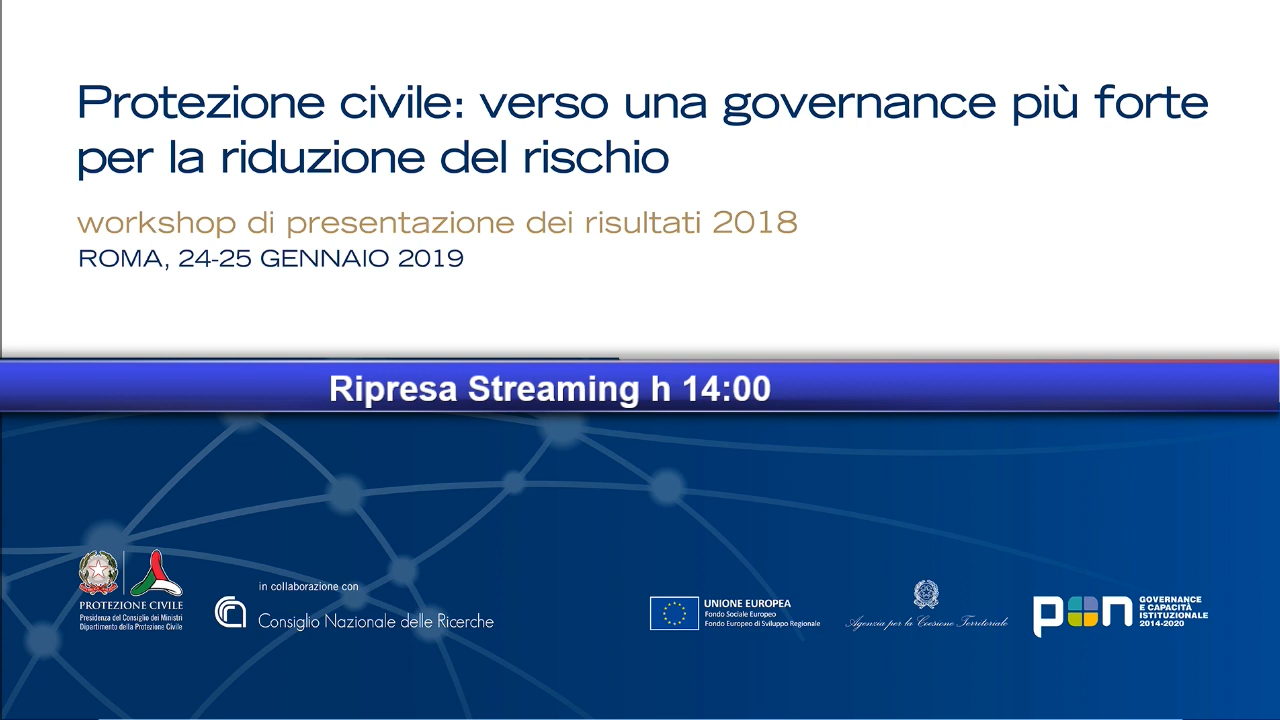 Protezione civile: verso una governance più forte
per la riduzione del rischio
workshop di presentazione dei risultati 2018
ROMA, 24-25 GENNAIO 2019
Ripresa Streaming h 14:00
PROTEZIONE CIVILE
Presidenza del Consiglio dei Ministri
Dipartimento della Protezione Civile
in collaborazione con
Consiglio Nazionale delle Ricerche
UNIONE EUROPEA
Fondo Sociale Europeo
Fondo Europeo di Sviluppo Regionale
Agenzia per la Coesione Territoriale
pon
GOVERNANCE
E CAPACITÀ
ISTITUZIONALE
2014-2020